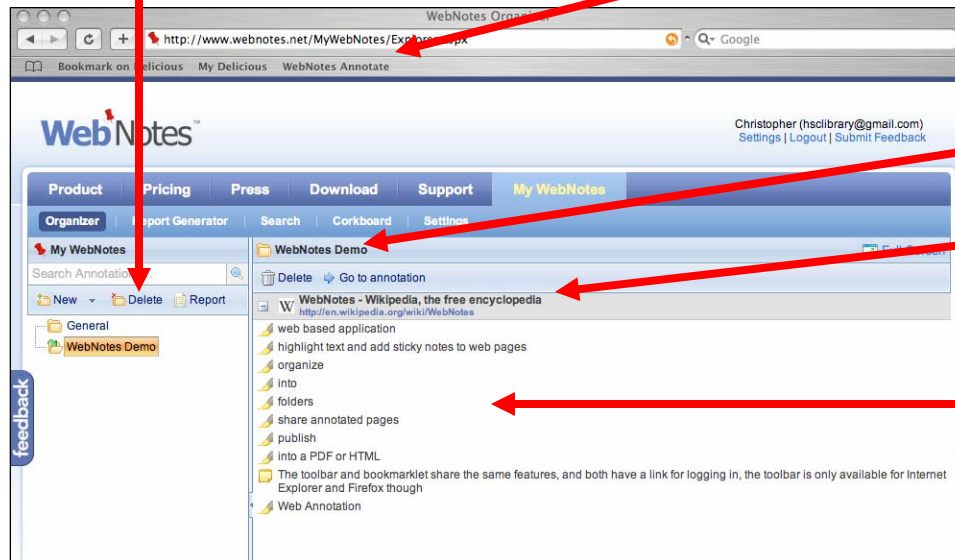 WebNotes Organizer
http://www.webnotes.net/MyWebNotes/Explorer.aspx
Google
Bookmark on Delicious My Delicious WebNotes Annotate
WebNotes™
Christopher (hsclibrary@gmail.com)
Settings | Logout | Submit Feedback
Product Pricing Press Download Support My WebNotes
Organizer Report Generator Search Corkboard Settings
My WebNotes
WebNotes Demo
Full Screen
Search Annotations...
Delete Go to annotation
New Delete Report
WebNotes - Wikipedia, the free encyclopedia
http://en.wikipedia.org/wiki/WebNotes
General
WebNotes Demo
web based application
highlight text and add sticky notes to web pages
organize
into
folders
share annotated pages
publish
into a PDF or HTML
The toolbar and bookmarklet share the same features, and both have a link for logging in, the toolbar is only available for Internet
Explorer and Firefox though
Web Annotation
feedback